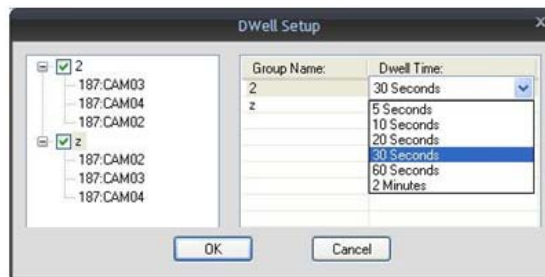 DWell Setup
2
187:CAM03
187:CAM04
187:CAM02
z
187:CAM02
187:CAM03
187:CAM04
Group Name: Dwell Time:
2 30 Seconds
z
5 Seconds
10 Seconds
20 Seconds
30 Seconds
60 Seconds
2 Minutes
OK Cancel